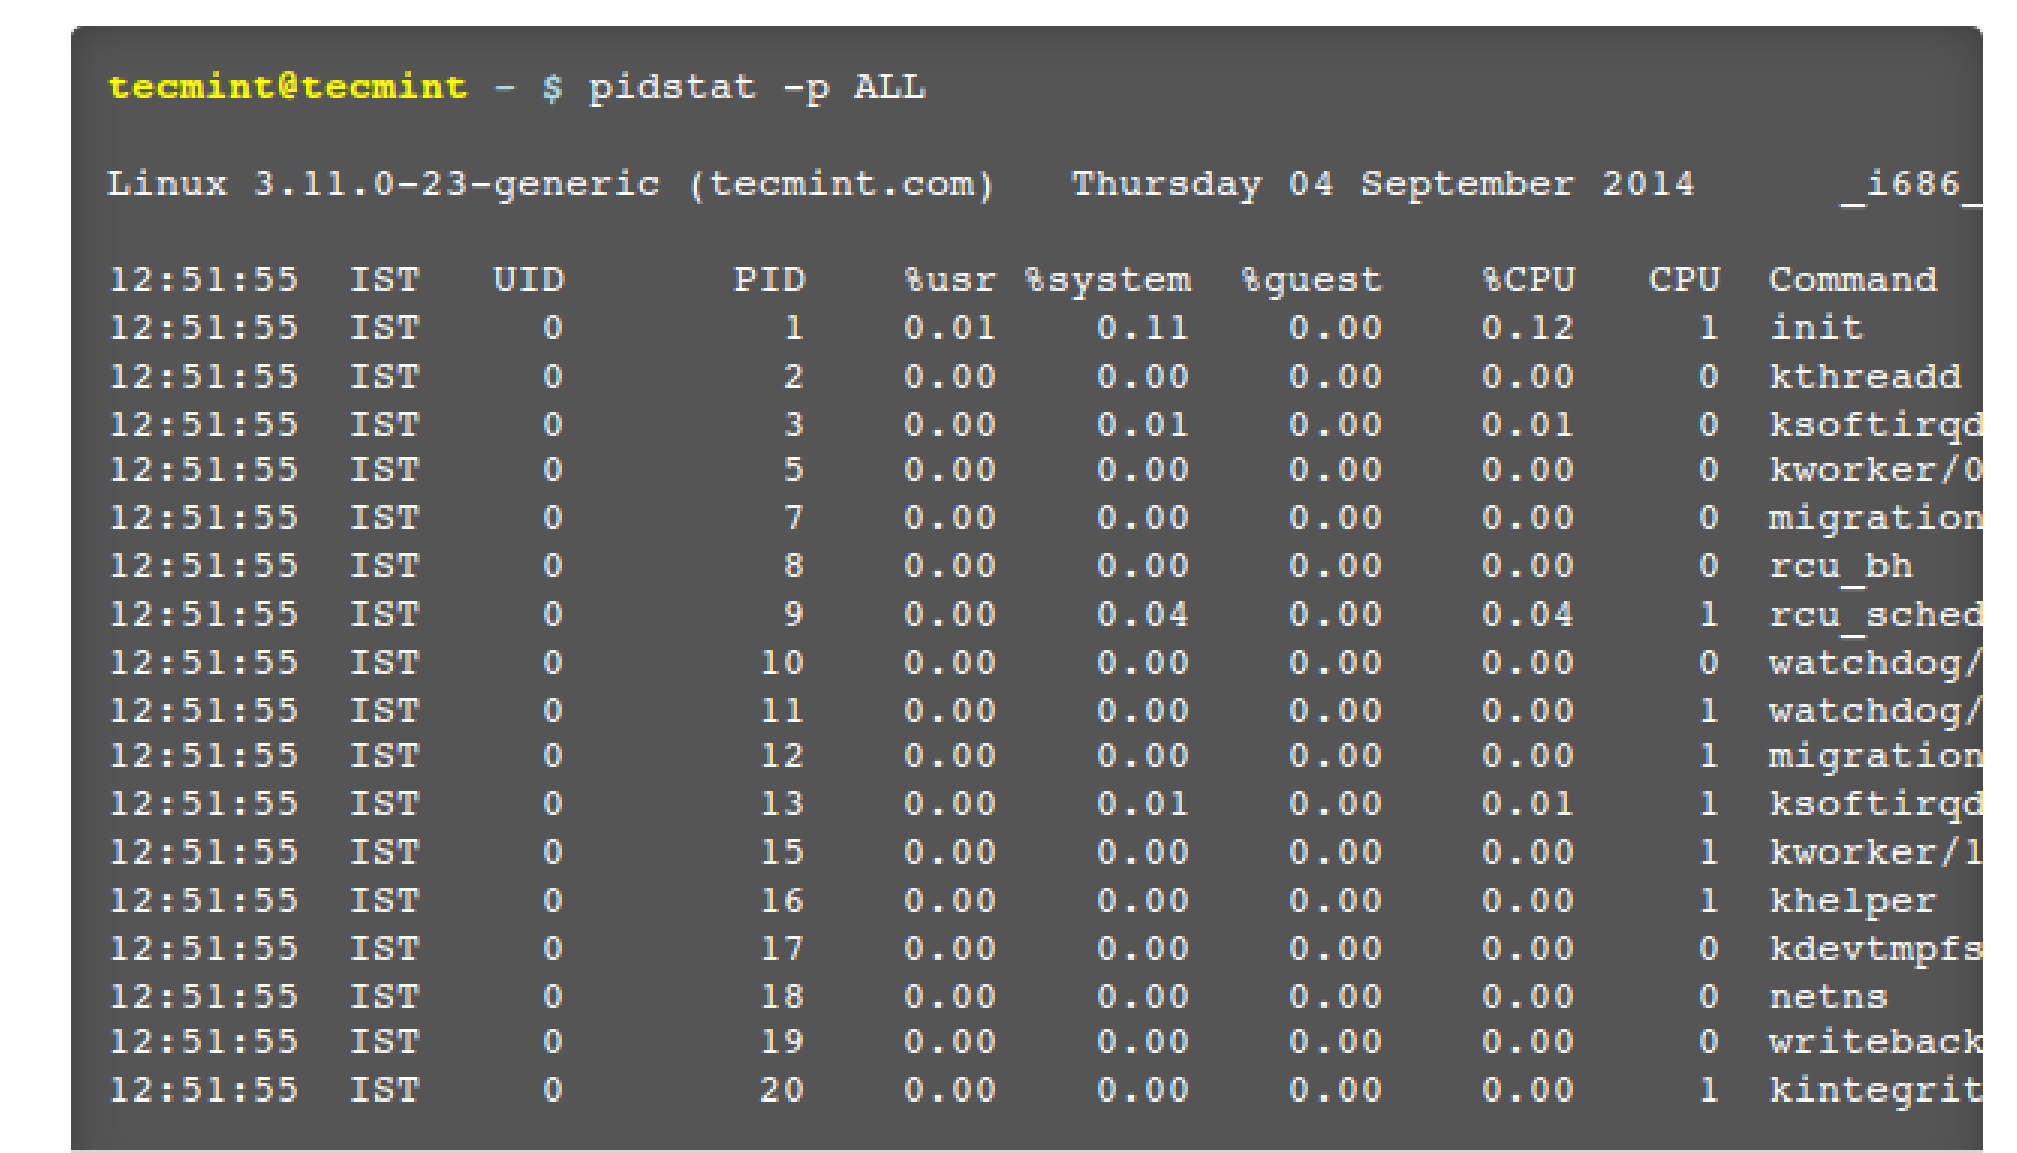 tecmint@tecmint ~ $ pidstat -p ALL
Linux 3.11.0-23-generic (tecmint.com) Thursday 04 September 2014 _i686_
12:51:55 IST UID PID %usr %system %guest %CPU CPU Command
12:51:55 IST 0 1 0.01 0.11 0.00 0.12 1 init
12:51:55 IST 0 2 0.00 0.00 0.00 0.00 0 kthreadd
12:51:55 IST 0 3 0.00 0.01 0.00 0.01 0 ksoftirqd
12:51:55 IST 0 5 0.00 0.00 0.00 0.00 0 kworker/0
12:51:55 IST 0 7 0.00 0.00 0.00 0.00 0 migration
12:51:55 IST 0 8 0.00 0.00 0.00 0.00 0 rcu_bh
12:51:55 IST 0 9 0.00 0.04 0.00 0.04 1 rcu_sched
12:51:55 IST 0 10 0.00 0.00 0.00 0.00 0 watchdog/
12:51:55 IST 0 11 0.00 0.00 0.00 0.00 1 watchdog/
12:51:55 IST 0 12 0.00 0.00 0.00 0.00 1 migration
12:51:55 IST 0 13 0.00 0.01 0.00 0.01 1 ksoftirqd
12:51:55 IST 0 15 0.00 0.00 0.00 0.00 1 kworker/1
12:51:55 IST 0 16 0.00 0.00 0.00 0.00 1 khelper
12:51:55 IST 0 17 0.00 0.00 0.00 0.00 0 kdevtmpfs
12:51:55 IST 0 18 0.00 0.00 0.00 0.00 0 netns
12:51:55 IST 0 19 0.00 0.00 0.00 0.00 0 writeback
12:51:55 IST 0 20 0.00 0.00 0.00 0.00 1 kintegrit